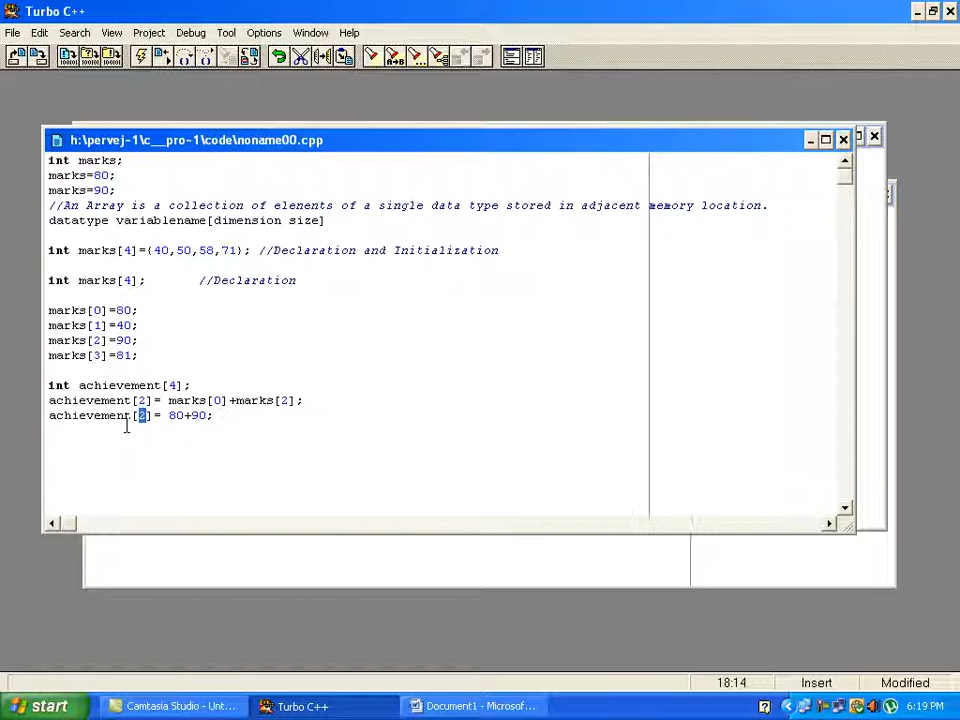 Turbo C++
File Edit Search View Project Debug Tool Options Window Help
h:\pervej~1\c__pro~1\code\noname00.cpp
int marks;
marks=80;
marks=90;
//An Array is a collection of elenents of a single data type stored in adjacent memory location.
datatype variablename[dimension size]
int marks[4]={40,50,58,71}; //Declaration and Initialization
int marks[4]; //Declaration
marks[0]=80;
marks[1]=40;
marks[2]=90;
marks[3]=81;
int achievement[4];
achievement[2]= marks[0]+marks[2];
achievement[2]= 80+90;
18:14 Insert Modified
start Camtasia Studio - Unt... Turbo C++ Document1 - Microsof... 6:19 PM